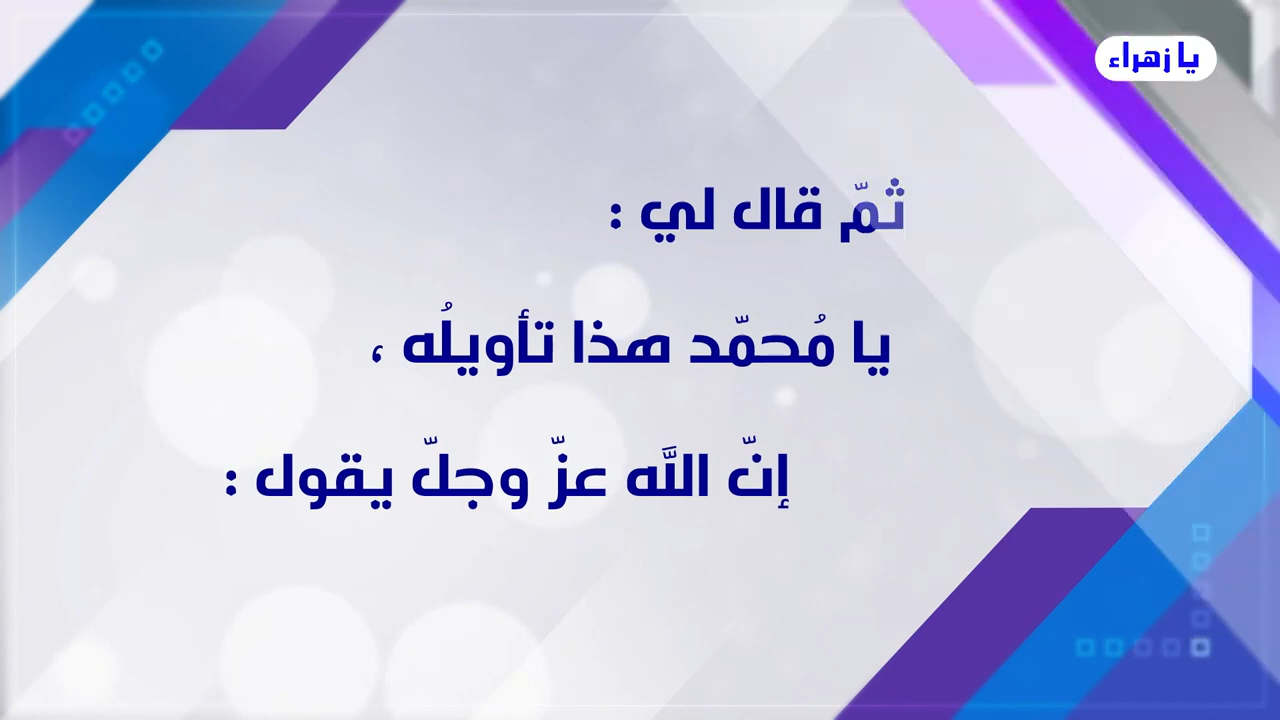 يا زهراء
ثمّ قال لي :
يا مُحمّد هذا تأويلُه ،
إنّ اللَّه عزّ وجلّ يقول :